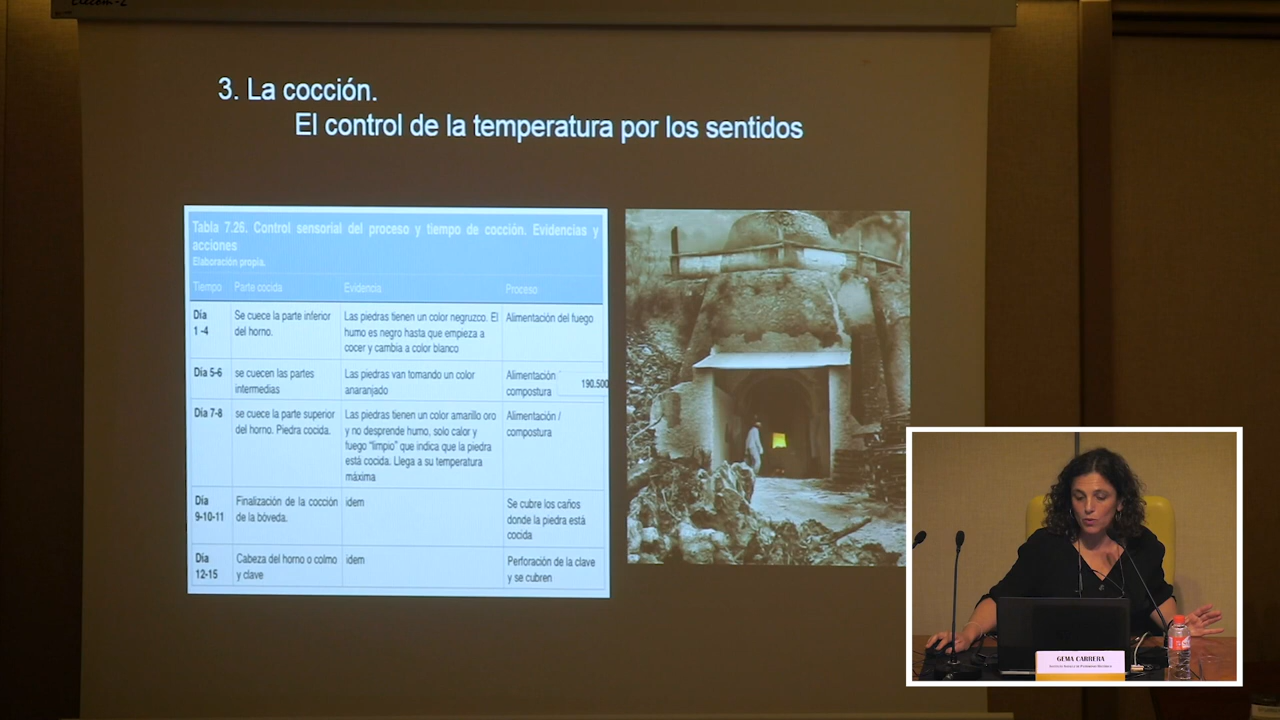 3. La cocción.
El control de la temperatura por los sentidos
Tabla 7.26. Control sensorial del proceso y tiempo de cocción. Evidencias y
acciones
Elaboración propia.
Tiempo Parte cocida Evidencia Proceso
Día
1 -4
Se cuece la parte inferior
del horno.
Las piedras tienen un color negruzco. El
humo es negro hasta que empieza a
cocer y cambia a color blanco
Alimentación del fuego
Día 5-6
se cuecen las partes
intermedias
Las piedras van tomando un color
anaranjado
Alimentación
compostura
190.500
Día 7-8
se cuece la parte superior
del horno. Piedra cocida.
Las piedras tienen un color amarillo oro
y no desprende humo, solo calor y
fuego "limpio" que indica que la piedra
está cocida. Llega a su temperatura
máxima
Alimentación /
compostura
Día
9-10-11
Finalización de la cocción
de la bóveda.
idem
Se cubre los caños
donde la piedra está
cocida
Día
12-15
Cabeza del horno o colmo
y clave
idem
Perforación de la clave
y se cubren
GEMA CARRERA